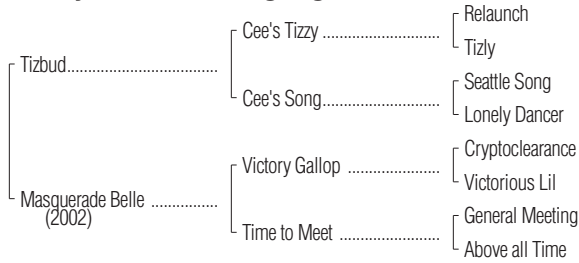 Relaunch
Cee's Tizzy
Tizly
Tizbud
Seattle Song
Cee's Song
Lonely Dancer
Cryptoclearance
Victory Gallop
Victorious Lil
Masquerade Belle
(2002)
General Meeting
Time to Meet
Above all Time